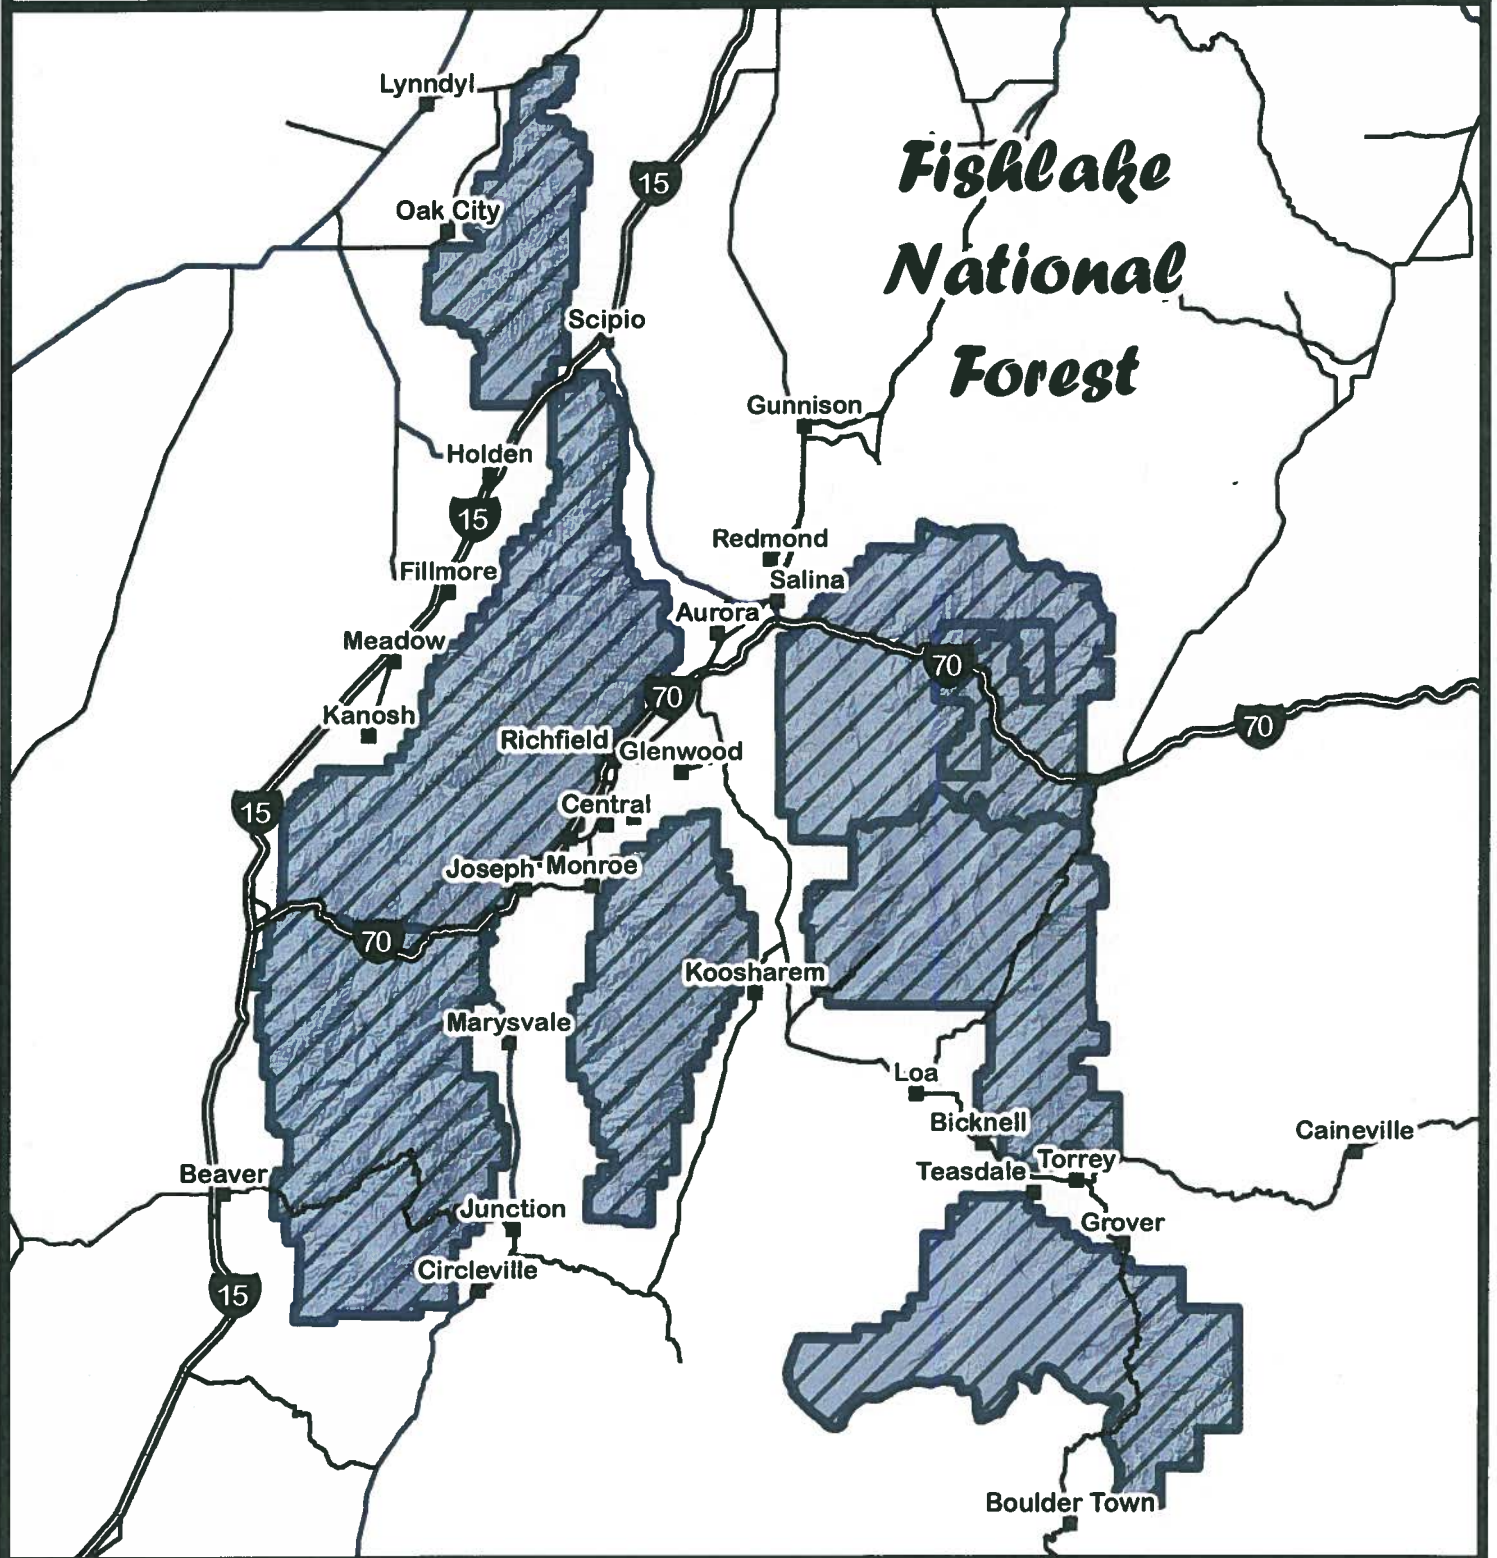 Lynndyl
Fishlake
15
Oak City
National
Scipio
Forest
Gunnison
Holden
15
Redmond
Fillmore
Salina
Aurora
Meadow
70
70
Kanosh
70
Richfield
Glenwood
15
Central
Joseph
Monroe
70
Koosharem
Marysvale
Loa
Bicknell
Caineville
Torrey
Teasdale
Beaver
Junction
Grover
Circleville
15
Boulder Town